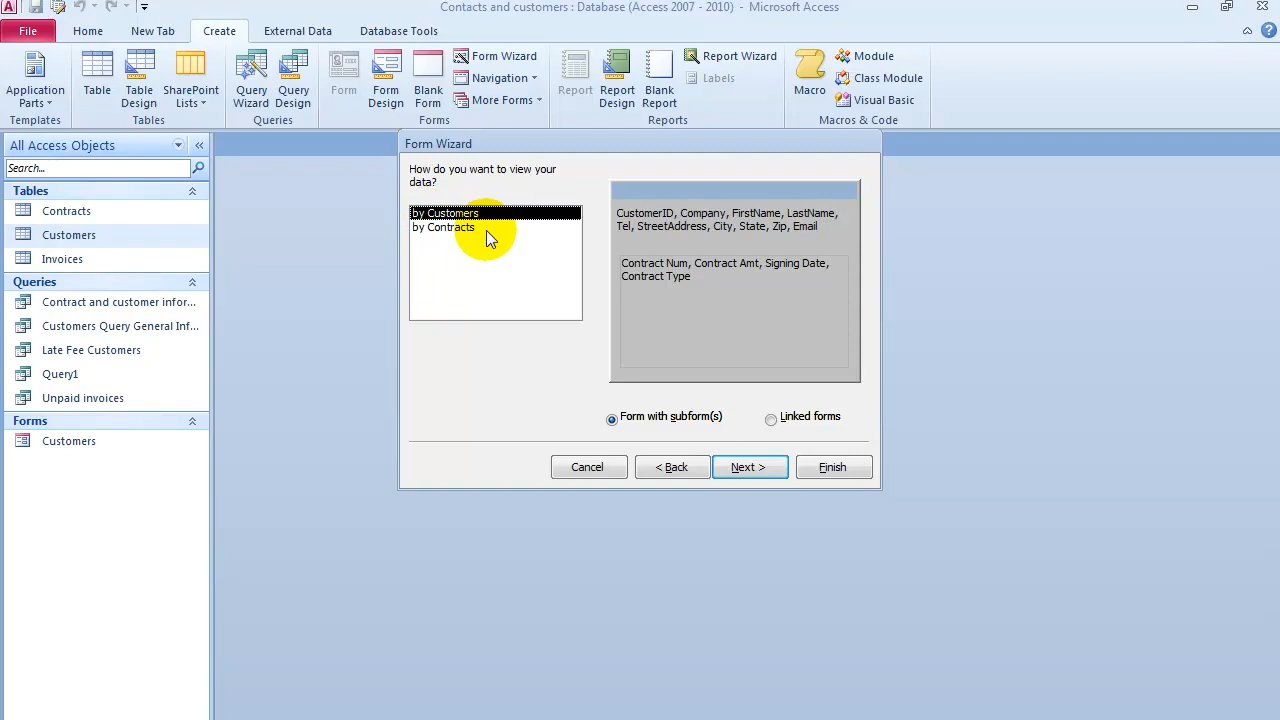 Contacts and customers : Database (Access 2007 - 2010) - Microsoft Access
File Home New Tab Create External Data Database Tools
Application Parts
Table
Table Design
SharePoint Lists
Query Wizard
Query Design
Form
Form Design
Blank Form
Form Wizard
Navigation
More Forms
Report
Report Design
Blank Report
Report Wizard
Labels
Macro
Module
Class Module
Visual Basic
Templates Tables Queries Forms Reports Macros & Code
All Access Objects
Search...
Tables
Contracts
Customers
Invoices
Queries
Contract and customer infor...
Customers Query General Inf...
Late Fee Customers
Query1
Unpaid invoices
Forms
Customers
Form Wizard
How do you want to view your
data?
by Customers
by Contracts
CustomerID, Company, FirstName, LastName,
Tel, StreetAddress, City, State, Zip, Email
Contract Num, Contract Amt, Signing Date,
Contract Type
Form with subform(s) Linked forms
Cancel < Back Next > Finish